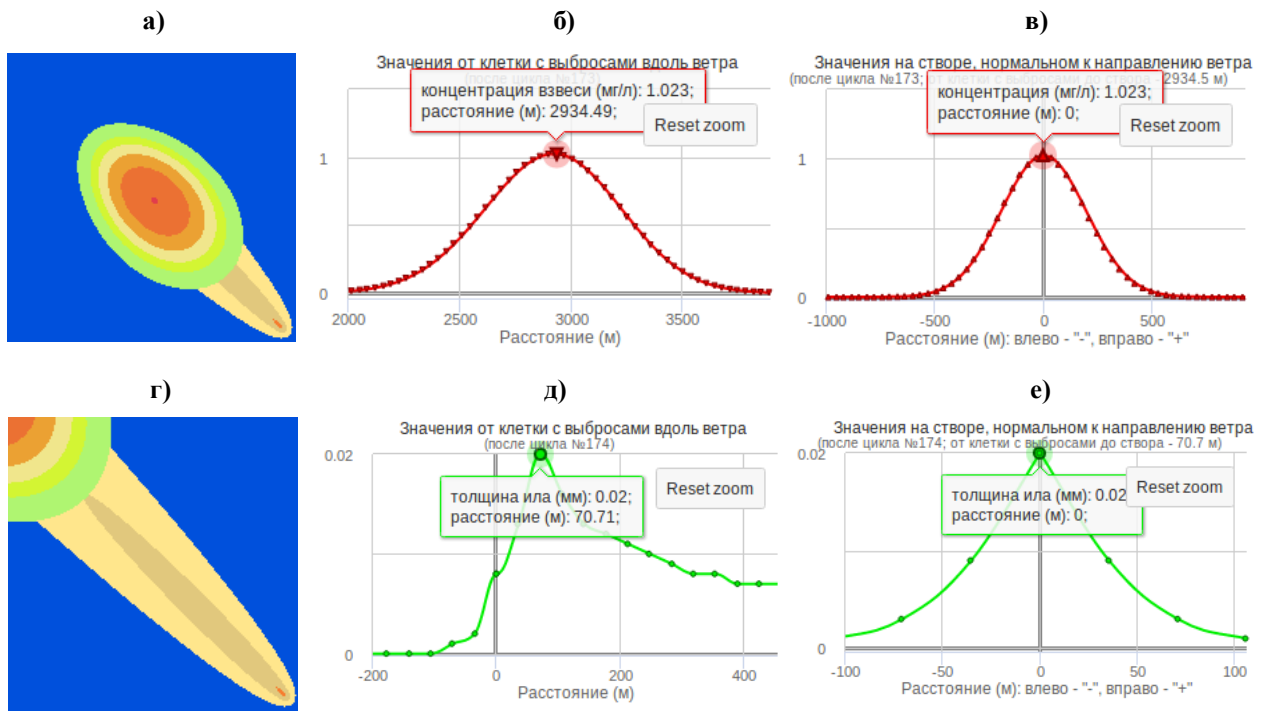 а)
б)
в)
Значения от клетки с выбросами вдоль ветра
(после цикла №173)
концентрация взвеси (мг/л): 1.023;
расстояние (м): 2934.49;
Reset zoom
1
0
2000
2500
3000
3500
Расстояние (м)
Значения на створе, нормальном к направлению ветра
(после цикла №173; от клетки с выбросами до створа - 2934.5 м)
концентрация (мг/л): 1.023;
расстояние (м): 0;
Reset zoom
1
0
-1000
-500
0
500
Расстояние (м): влево - "-", вправо - "+"
г)
д)
е)
Значения от клетки с выбросами вдоль ветра
(после цикла №174)
0.02
толщина ила (мм): 0.02;
расстояние (м): 70.71;
Reset zoom
0
-200
0
200
400
Расстояние (м)
Значения на створе, нормальном к направлению ветра
(после цикла №174; от клетки с выбросами до створа - 70.7 м)
0.02
толщина ила (мм): 0.02
расстояние (м): 0;
Reset zoom
0
-100
-50
0
50
100
Расстояние (м): влево - "-", вправо - "+"